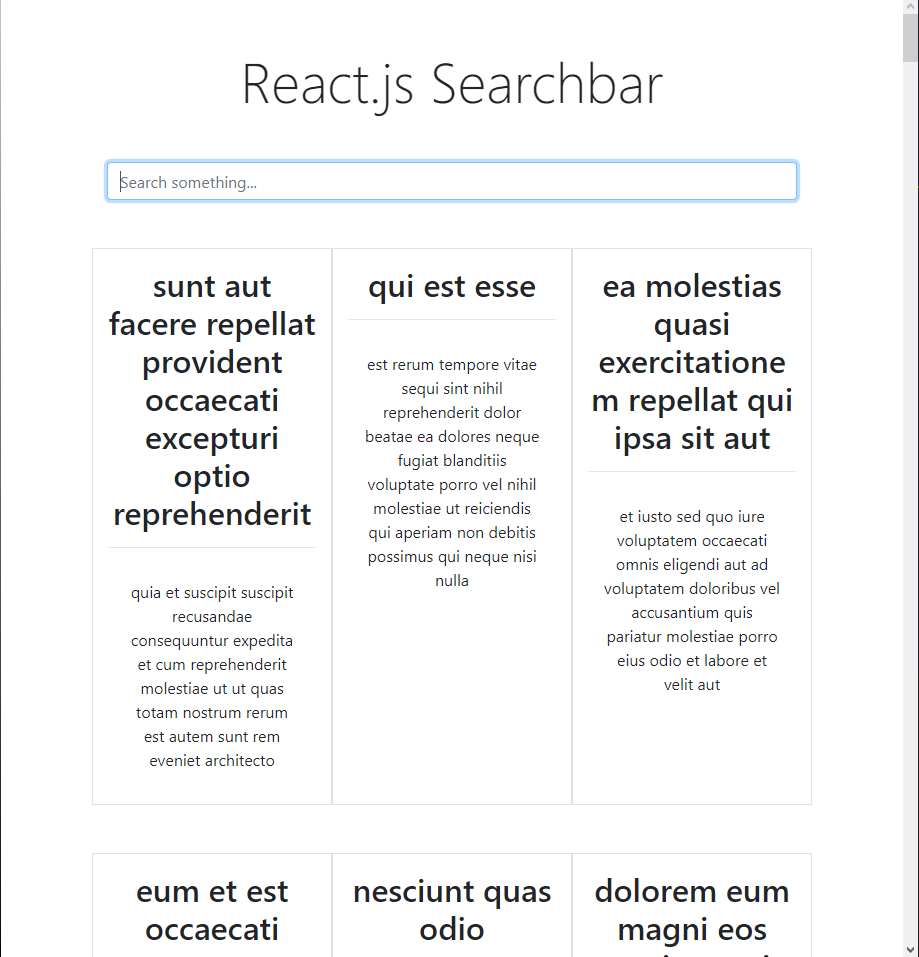 React.js Searchbar
Search something...
sunt aut
facere repellat
provident
occaecati
excepturi
optio
reprehenderit
quia et suscipit suscipit
recusandae
consequuntur expedita
et cum reprehenderit
molestiae ut ut quas
totam nostrum rerum
est autem sunt rem
eveniet architecto
qui est esse
est rerum tempore vitae
sequi sint nihil
reprehenderit dolor
beatae ea dolores neque
fugiat blanditiis
voluptate porro vel nihil
molestiae ut reiciendis
qui aperiam non debitis
possimus qui neque nisi
nulla
ea molestias
quasi
exercitatione
m repellat qui
ipsa sit aut
et iusto sed quo iure
voluptatem occaecati
omnis eligendi aut ad
voluptatem doloribus vel
accusantium quis
pariatur molestiae porro
eius odio et labore et
velit aut
eum et est
occaecati
nesciunt quas
odio
dolorem eum
magni eos